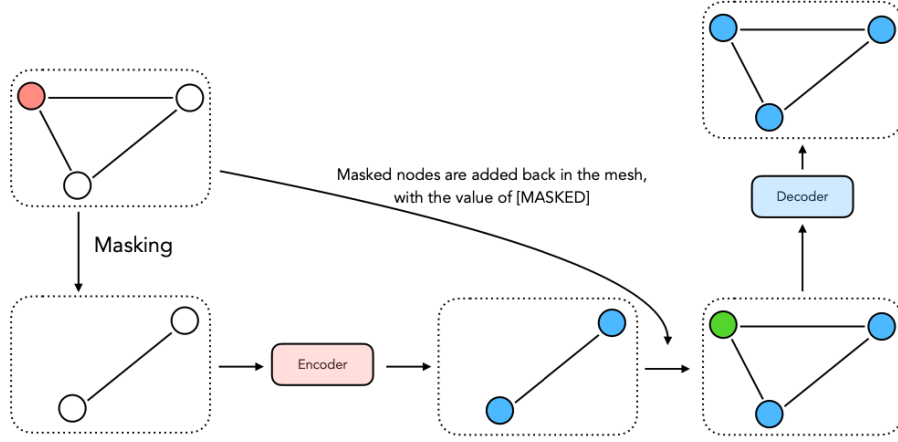 Masked nodes are added back in the mesh,
with the value of [MASKED]
Decoder
Masking
Encoder